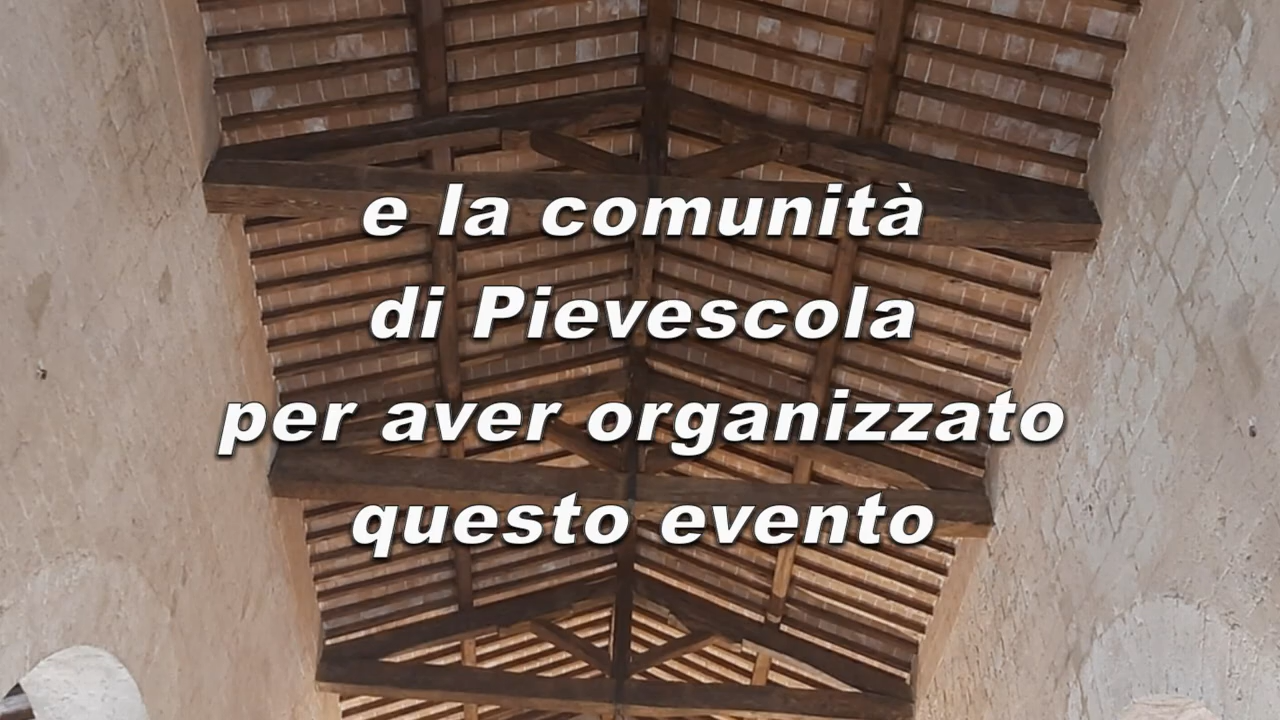 e la comunità
di Pievescola
per aver organizzato
questo evento